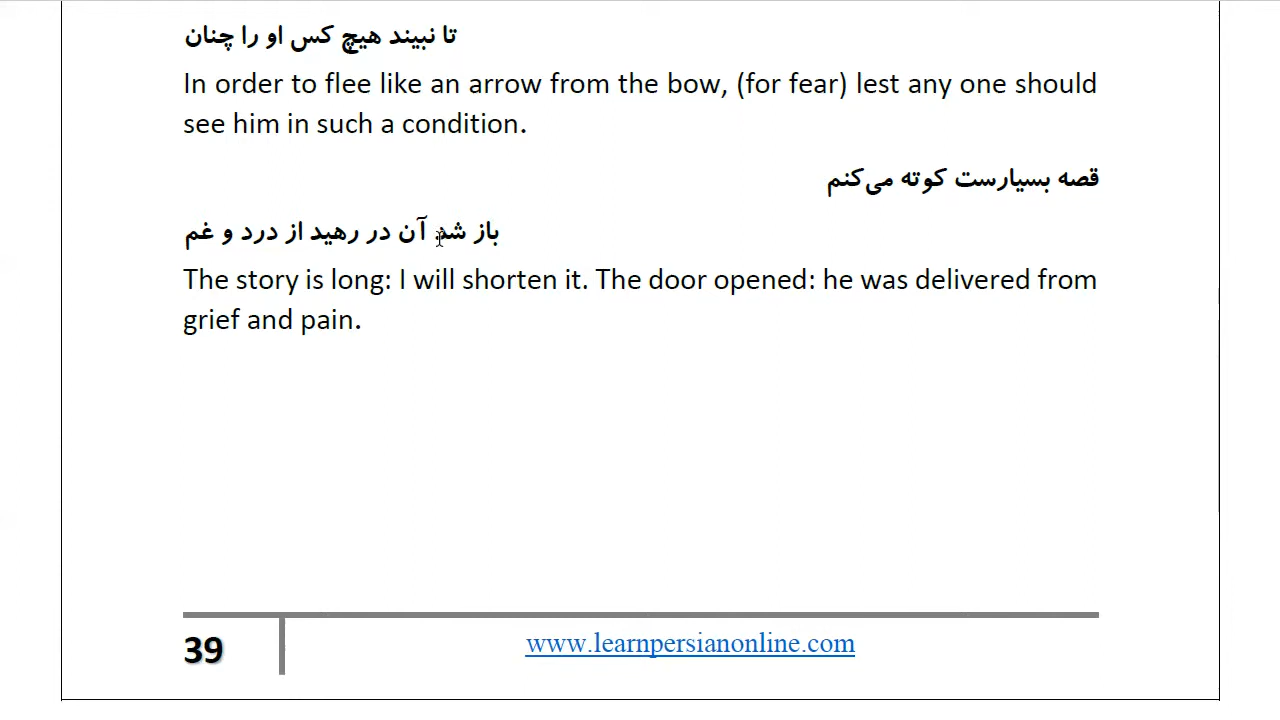 تا نبیند هیچ کس او را چنان
In order to flee like an arrow from the bow, (for fear) lest any one should
see him in such a condition.
قصه بسیارست کوته می‌کنم
باز شد آن در رهید از درد و غم
The story is long: I will shorten it. The door opened: he was delivered from
grief and pain.
39
www.learnpersianonline.com